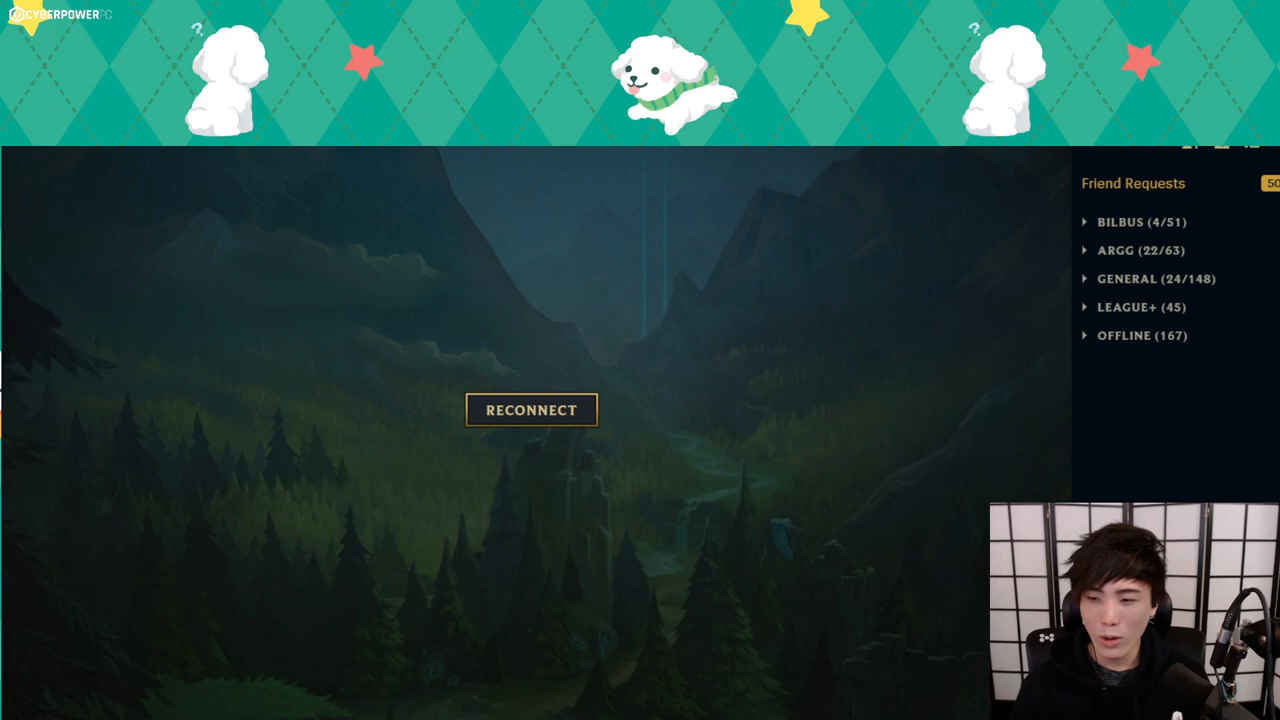 CYBERPOWERPC
?
?
Friend Requests
50
BILBUS (4/51)
ARGG (22/63)
GENERAL (24/148)
LEAGUE+ (45)
OFFLINE (167)
RECONNECT